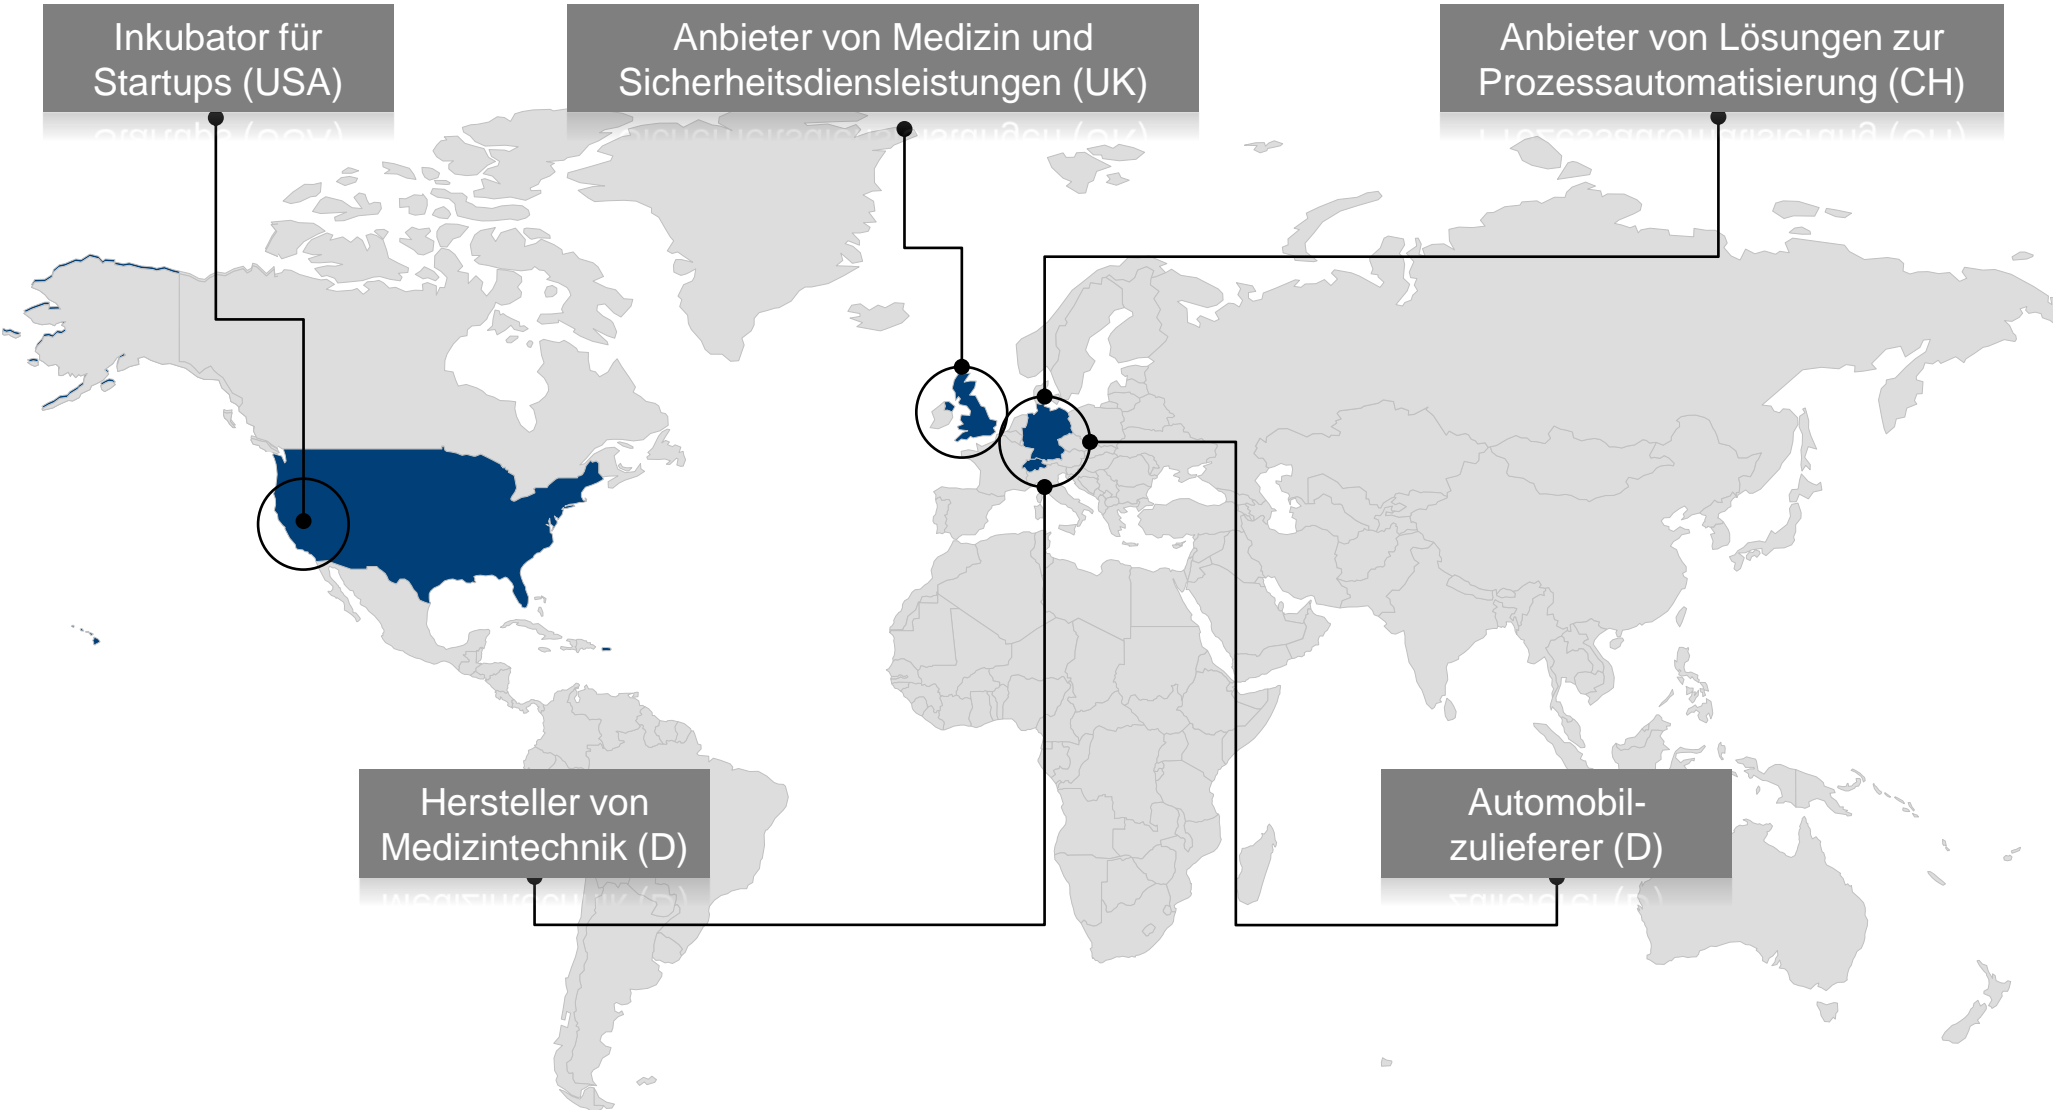 Inkubator für
Startups (USA)
Anbieter von Medizin und
Sicherheitsdiensleistungen (UK)
Anbieter von Lösungen zur
Prozessautomatisierung (CH)
Hersteller von
Medizintechnik (D)
Automobil-
zulieferer (D)